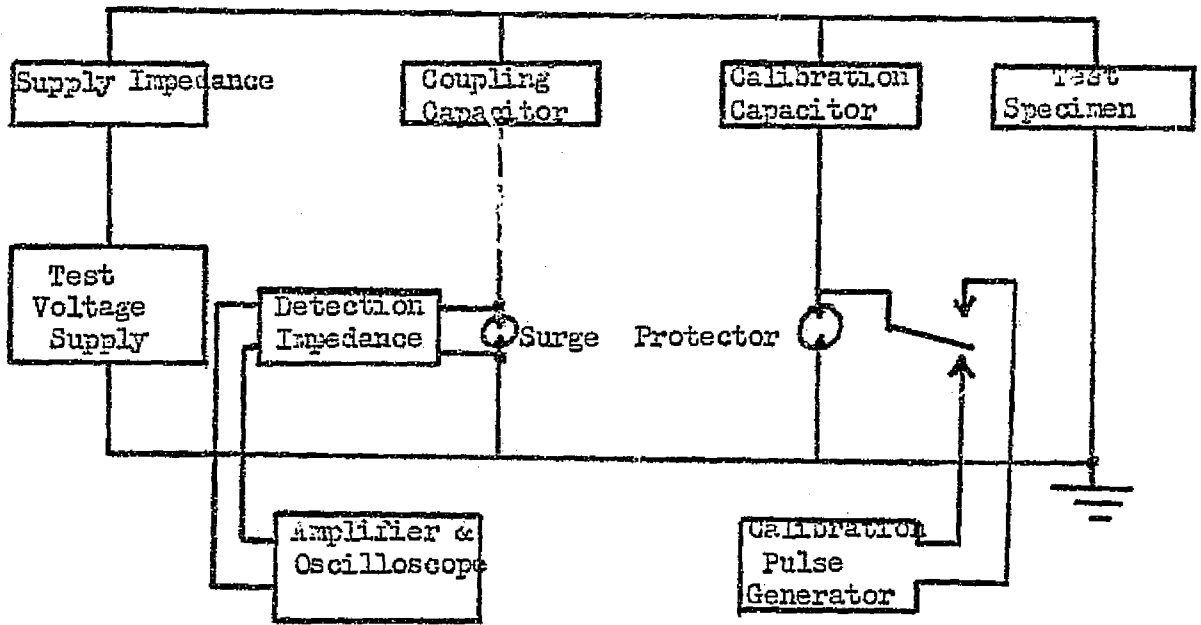 Supply Impedance
Coupling
Capacitor
Calibration
Capacitor
Test
Specimen
Test
Voltage
Supply
Detection
Impedance
Surge Protector
Amplifier &
Oscilloscope
Calibration
Pulse
Generator